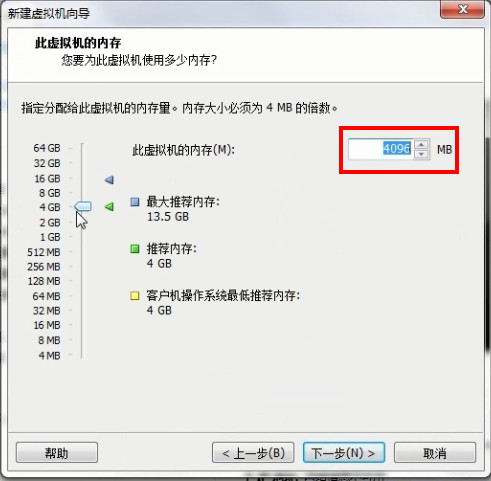 新建虚拟机向导
此虚拟机的内存
您要为此虚拟机使用多少内存?
指定分配给此虚拟机的内存量。内存大小必须为 4 MB 的倍数。
64 GB
32 GB
16 GB
8 GB
4 GB
2 GB
1 GB
512 MB
256 MB
128 MB
64 MB
32 MB
16 MB
8 MB
4 MB
此虚拟机的内存(M):
4096 MB
最大推荐内存:
13.5 GB
推荐内存:
4 GB
客户机操作系统最低推荐内存:
4 GB
帮助
< 上一步(B)
下一步(N) >
取消